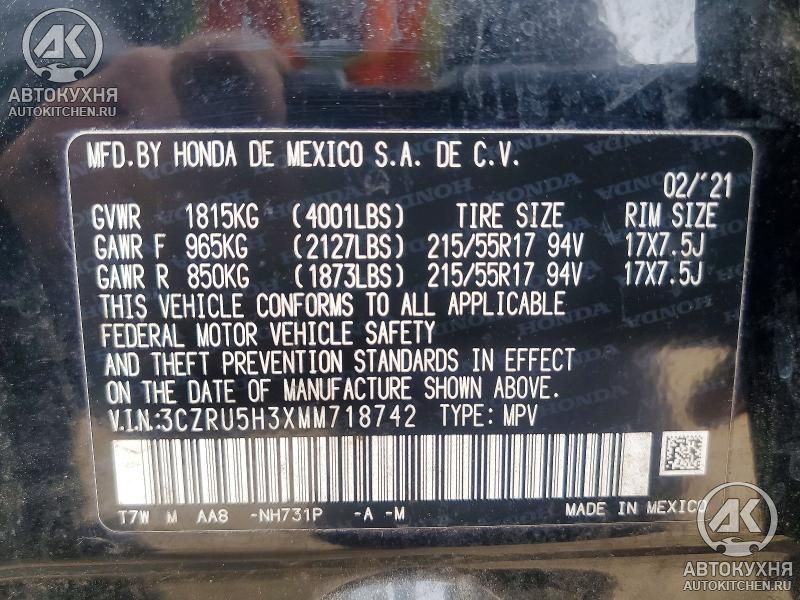 AK
АВТОКУХНЯ
AUTOKITCHEN.RU
MFD.BY HONDA DE MEXICO S.A. DE C.V.
02/'21
GVWR 1815KG (4001LBS) TIRE SIZE RIM SIZE
GAWR F 965KG (2127LBS) 215/55R17 94V 17X7.5J
GAWR R 850KG (1873LBS) 215/55R17 94V 17X7.5J
THIS VEHICLE CONFORMS TO ALL APPLICABLE
FEDERAL MOTOR VEHICLE SAFETY
AND THEFT PREVENTION STANDARDS IN EFFECT
ON THE DATE OF MANUFACTURE SHOWN ABOVE.
V.I.N.:3CZRU5H3XMM718742 TYPE: MPV
T7W M AA8 -NH731P -A -M MADE IN MEXICO
AK
АВТОКУХНЯ
AUTOKITCHEN.RU